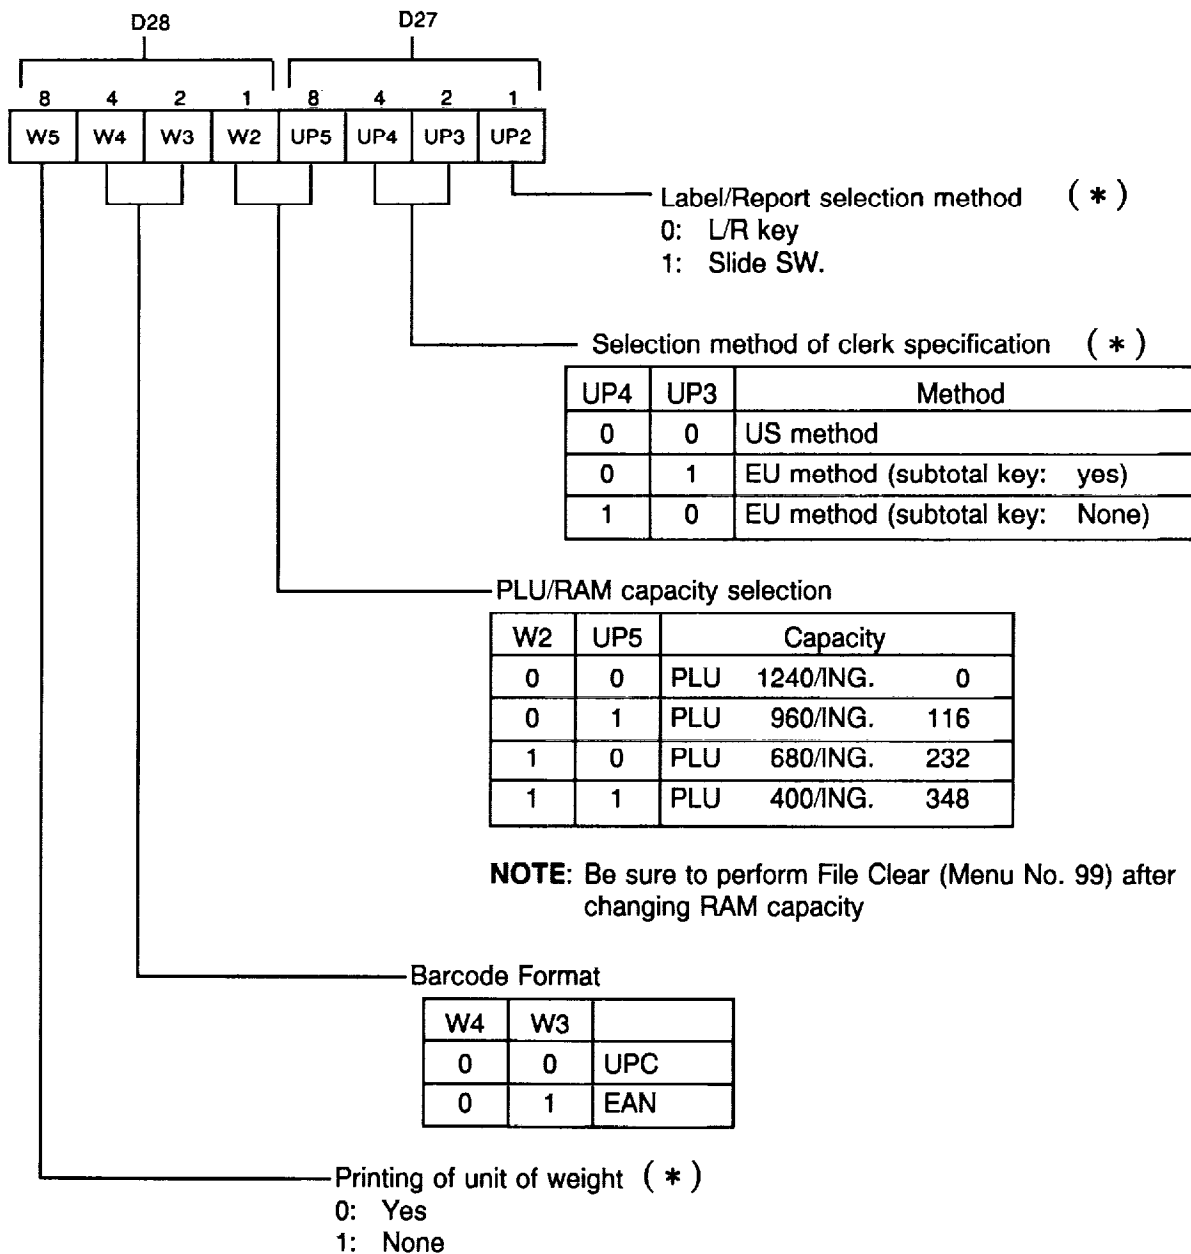 D28 D27
8 4 2 1 8 4 2 1
W5 W4 W3 W2 UP5 UP4 UP3 UP2
Label/Report selection method (*)
0: L/R key
1: Slide SW.
Selection method of clerk specification (*)
UP4 UP3 Method
0 0 US method
0 1 EU method (subtotal key: yes)
1 0 EU method (subtotal key: None)
PLU/RAM capacity selection
W2 UP5 Capacity
0 0 PLU 1240/ING. 0
0 1 PLU 960/ING. 116
1 0 PLU 680/ING. 232
1 1 PLU 400/ING. 348
NOTE: Be sure to perform File Clear (Menu No. 99) after
changing RAM capacity
Barcode Format
W4 W3
0 0 UPC
0 1 EAN
Printing of unit of weight (*)
0: Yes
1: None